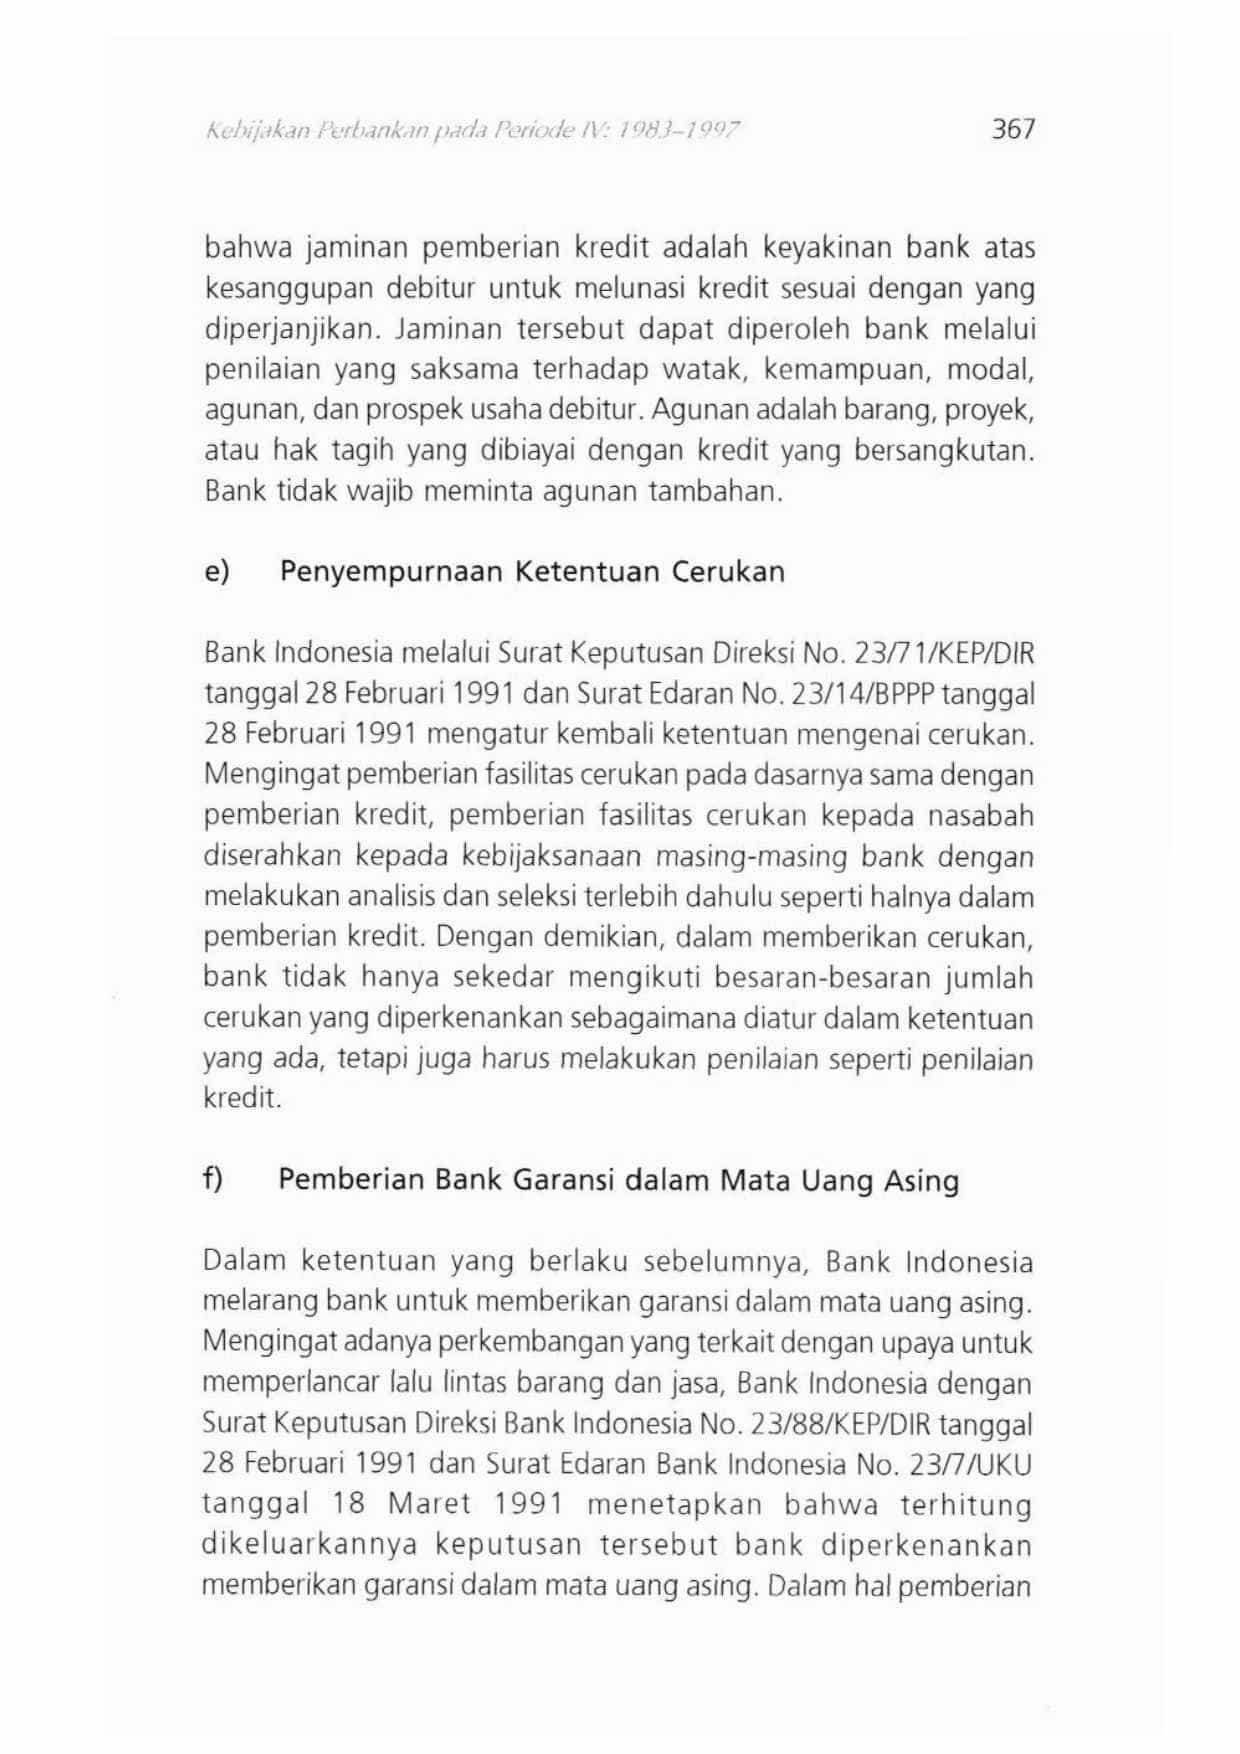 Kebijakan Perbankan pada Periode IV: 1983–1997 367
bahwa jaminan pemberian kredit adalah keyakinan bank atas
kesanggupan debitur untuk melunasi kredit sesuai dengan yang
diperjanjikan. Jaminan tersebut dapat diperoleh bank melalui
penilaian yang saksama terhadap watak, kemampuan, modal,
agunan, dan prospek usaha debitur. Agunan adalah barang, proyek,
atau hak tagih yang dibiayai dengan kredit yang bersangkutan.
Bank tidak wajib meminta agunan tambahan.
e) Penyempurnaan Ketentuan Cerukan
Bank Indonesia melalui Surat Keputusan Direksi No. 23/71/KEP/DIR
tanggal 28 Februari 1991 dan Surat Edaran No. 23/14/BPPP tanggal
28 Februari 1991 mengatur kembali ketentuan mengenai cerukan.
Mengingat pemberian fasilitas cerukan pada dasarnya sama dengan
pemberian kredit, pemberian fasilitas cerukan kepada nasabah
diserahkan kepada kebijaksanaan masing-masing bank dengan
melakukan analisis dan seleksi terlebih dahulu seperti halnya dalam
pemberian kredit. Dengan demikian, dalam memberikan cerukan,
bank tidak hanya sekedar mengikuti besaran-besaran jumlah
cerukan yang diperkenankan sebagaimana diatur dalam ketentuan
yang ada, tetapi juga harus melakukan penilaian seperti penilaian
kredit.
f) Pemberian Bank Garansi dalam Mata Uang Asing
Dalam ketentuan yang berlaku sebelumnya, Bank Indonesia
melarang bank untuk memberikan garansi dalam mata uang asing.
Mengingat adanya perkembangan yang terkait dengan upaya untuk
memperlancar lalu lintas barang dan jasa, Bank Indonesia dengan
Surat Keputusan Direksi Bank Indonesia No. 23/88/KEP/DIR tanggal
28 Februari 1991 dan Surat Edaran Bank Indonesia No. 23/7/UKU
tanggal 18 Maret 1991 menetapkan bahwa terhitung
dikeluarkannya keputusan tersebut bank diperkenankan
memberikan garansi dalam mata uang asing. Dalam hal pemberian